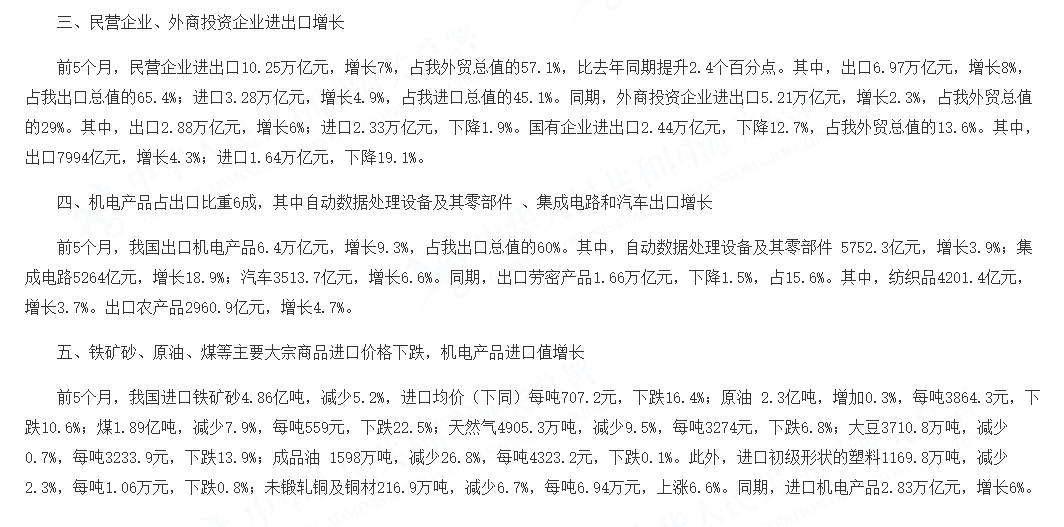 三、民营企业、外商投资企业进出口增长
前5个月，民营企业进出口10.25万亿元，增长7%，占我外贸总值的57.1%，比去年同期提升2.4个百分点。其中，出口6.97万亿元，增长8%，
占我出口总值的65.4%；进口3.28万亿元，增长4.9%，占我进口总值的45.1%。同期，外商投资企业进出口5.21万亿元，增长2.3%，占我外贸总值
的29%。其中，出口2.88万亿元，增长6%；进口2.33万亿元，下降1.9%。国有企业进出口2.44万亿元，下降12.7%，占我外贸总值的13.6%。其中，
出口7994亿元，增长4.3%；进口1.64万亿元，下降19.1%。
四、机电产品占出口比重6成，其中自动数据处理设备及其零部件 、集成电路和汽车出口增长
前5个月，我国出口机电产品6.4万亿元，增长9.3%，占我出口总值的60%。其中，自动数据处理设备及其零部件 5752.3亿元，增长3.9%；集
成电路5264亿元，增长18.9%；汽车3513.7亿元，增长6.6%。同期，出口劳密产品1.66万亿元，下降1.5%，占15.6%。其中，纺织品4201.4亿元，
增长3.7%。出口农产品2960.9亿元，增长4.7%。
五、铁矿砂、原油、煤等主要大宗商品进口价格下跌，机电产品进口值增长
前5个月，我国进口铁矿砂4.86亿吨，减少5.2%，进口均价（下同）每吨707.2元，下跌16.4%；原油 2.3亿吨，增加0.3%，每吨3864.3元，下
跌10.6%；煤1.89亿吨，减少7.9%，每吨559元，下跌22.5%；天然气4905.3万吨，减少9.5%，每吨3274元，下跌6.8%；大豆3710.8万吨，减少
0.7%，每吨3233.9元，下跌13.9%；成品油 1598万吨，减少26.8%，每吨4323.2元，下跌0.1%。此外，进口初级形状的塑料1169.8万吨，减少
2.3%，每吨1.06万元，下跌0.8%；未锻轧铜及铜材216.9万吨，减少6.7%，每吨6.94万元，上涨6.6%。同期，进口机电产品2.83万亿元，增长6%。